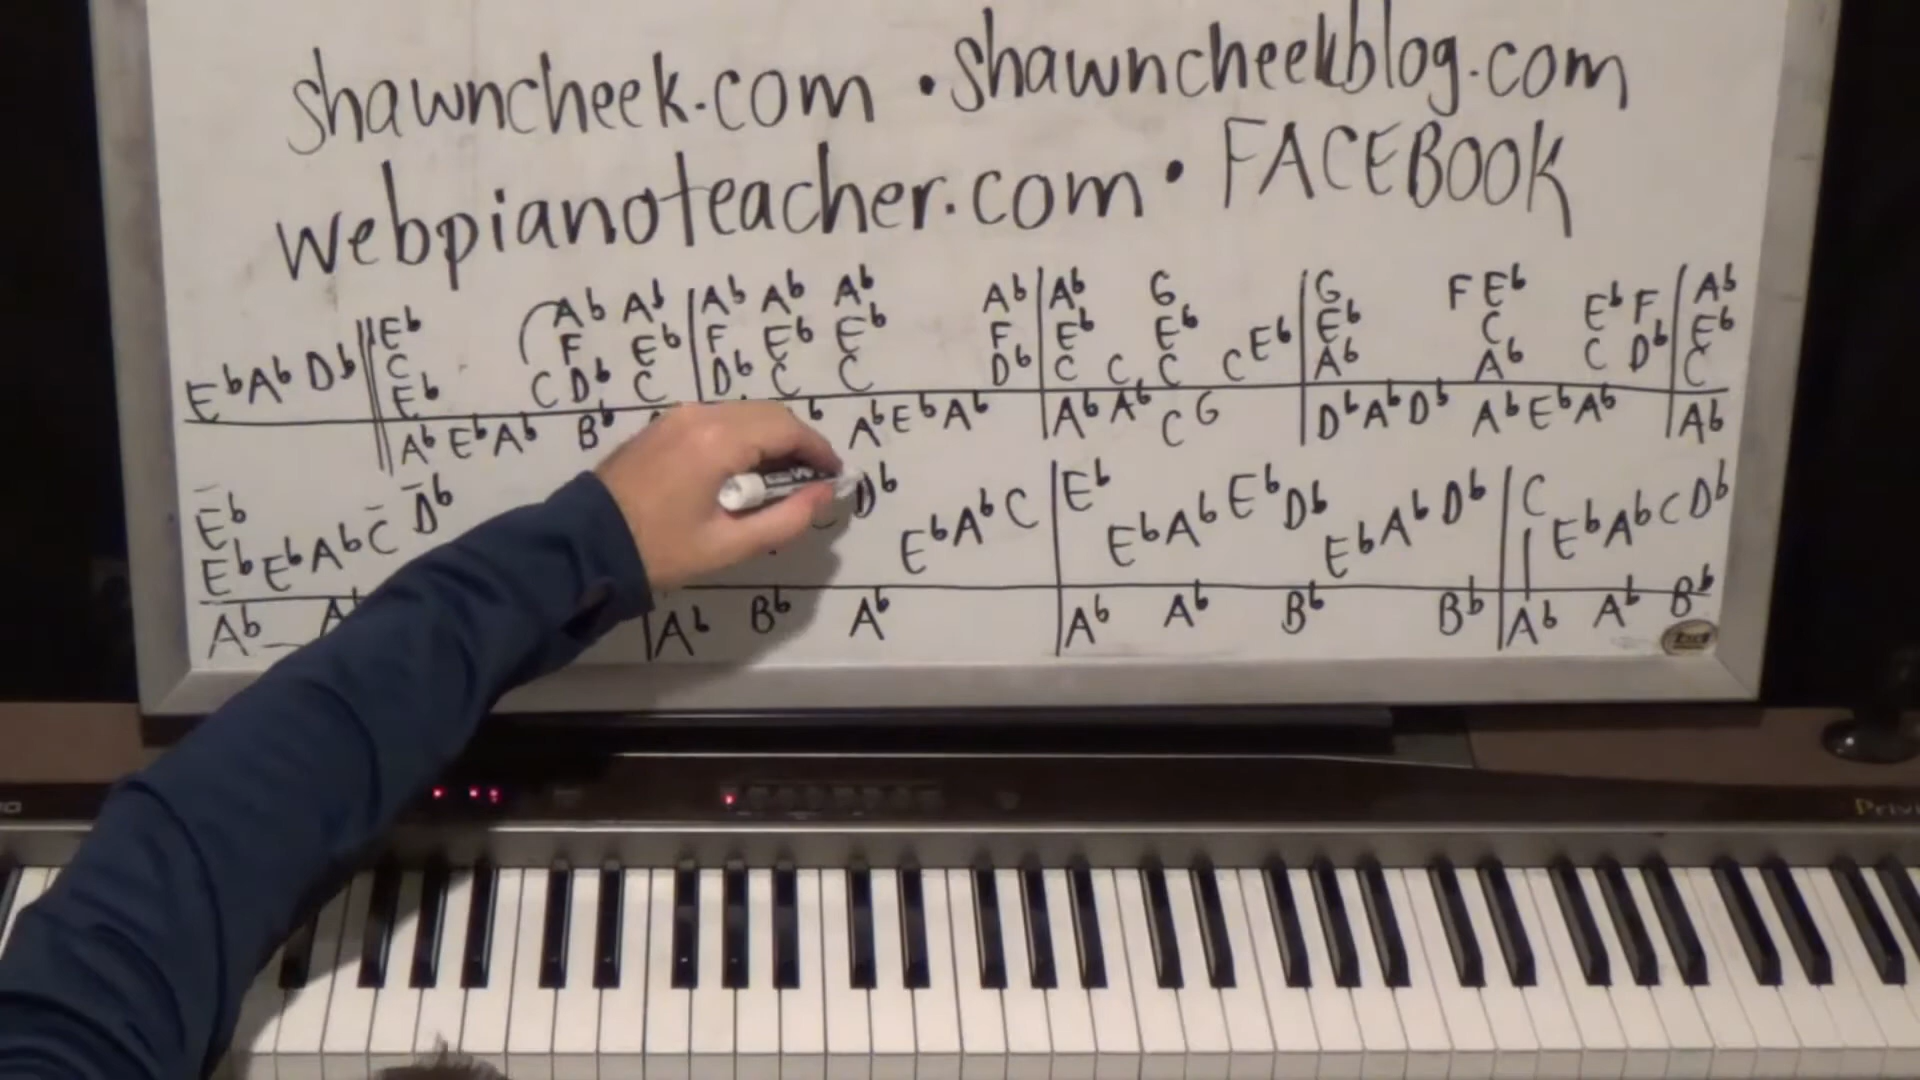 shawncheek.com • shawncheekblog.com
webpianoteacher.com • FACEBOOK
Ab Ab Ab Ab Ab Ab Ab G G F Eb Eb F Ab
Eb F Eb F Eb Eb F Eb Eb Eb C Db Eb
Eb Ab Db C C Db C Db C C Db C C C C Eb Ab Ab C C
Eb
Ab Eb Ab Bb Ab Eb Ab Ab Ab C G Db Ab Db Ab Eb Ab Ab
Eb Db Db Eb C
Eb Eb Ab C Eb Ab C Eb Ab Eb Db Eb Ab Db Eb Ab C Db
Ab Ab Bb Ab Ab Ab Bb Bb Ab Ab Bb